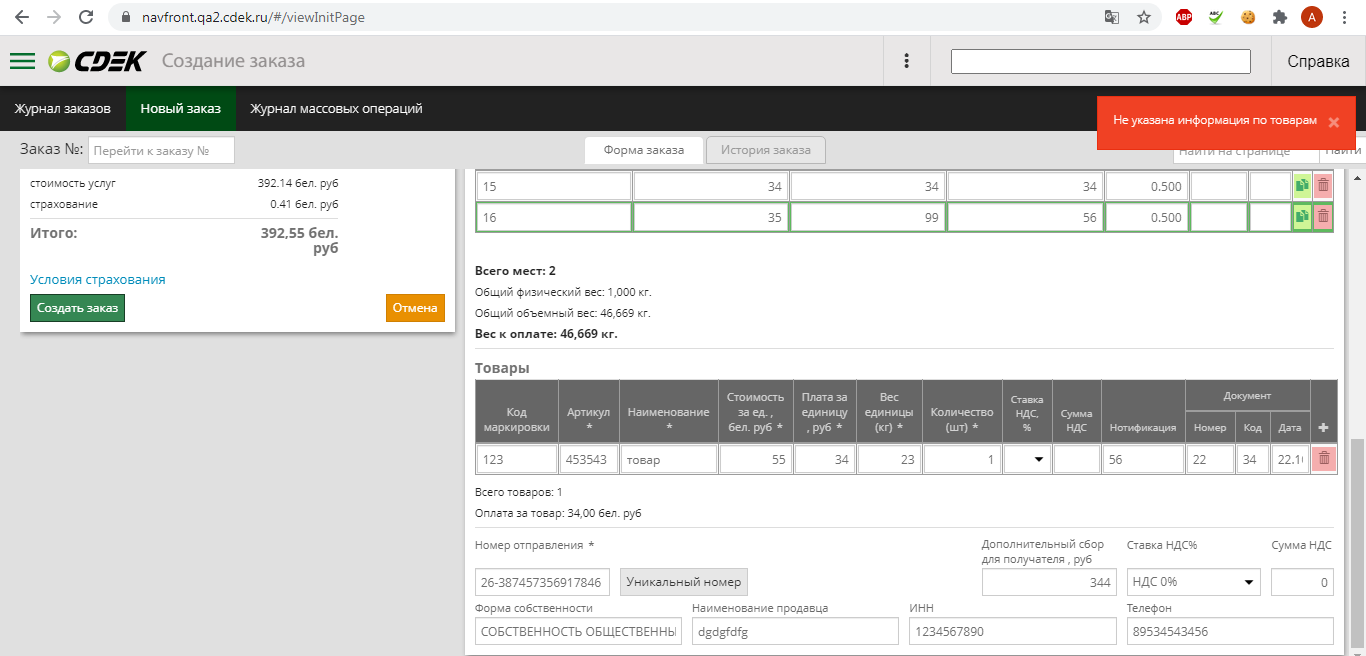 navfront.qa2.cdek.ru/#/viewInitPage
ABP
ABC
A
CDEK
Создание заказа
Справка
Журнал заказов
Новый заказ
Журнал массовых операций
Не указана информация по товарам ×
Заказ №:
Перейти к заказу №
Форма заказа
История заказа
Найти на странице
Найти
стоимость услуг 392.14 бел. руб
страхование 0.41 бел. руб
Итого: 392,55 бел.
руб
Условия страхования
Создать заказ
Отмена
15 34 34 34 0.500
16 35 99 56 0.500
Всего мест: 2
Общий физический вес: 1,000 кг.
Общий объемный вес: 46,669 кг.
Вес к оплате: 46,669 кг.
Товары
Код
маркировки
Артикул
*
Наименование
*
Стоимость
за ед. ,
бел. руб *
Плата за
единицу
, руб *
Вес
единицы
(кг) *
Количество
(шт) *
Ставка
НДС,
%
Сумма
НДС
Нотификация
Документ
Номер
Код
Дата
+
123 453543 товар 55 34 23 1 56 22 34 22.1
Всего товаров: 1
Оплата за товар: 34,00 бел. руб
Номер отправления *
Дополнительный сбор
для получателя , руб
Ставка НДС%
Сумма НДС
26-387457356917846
Уникальный номер
344
НДС 0%
0
Форма собственности
Наименование продавца
ИНН
Телефон
СОБСТВЕННОСТЬ ОБЩЕСТВЕННЫ
dgdgfdfg
1234567890
89534543456